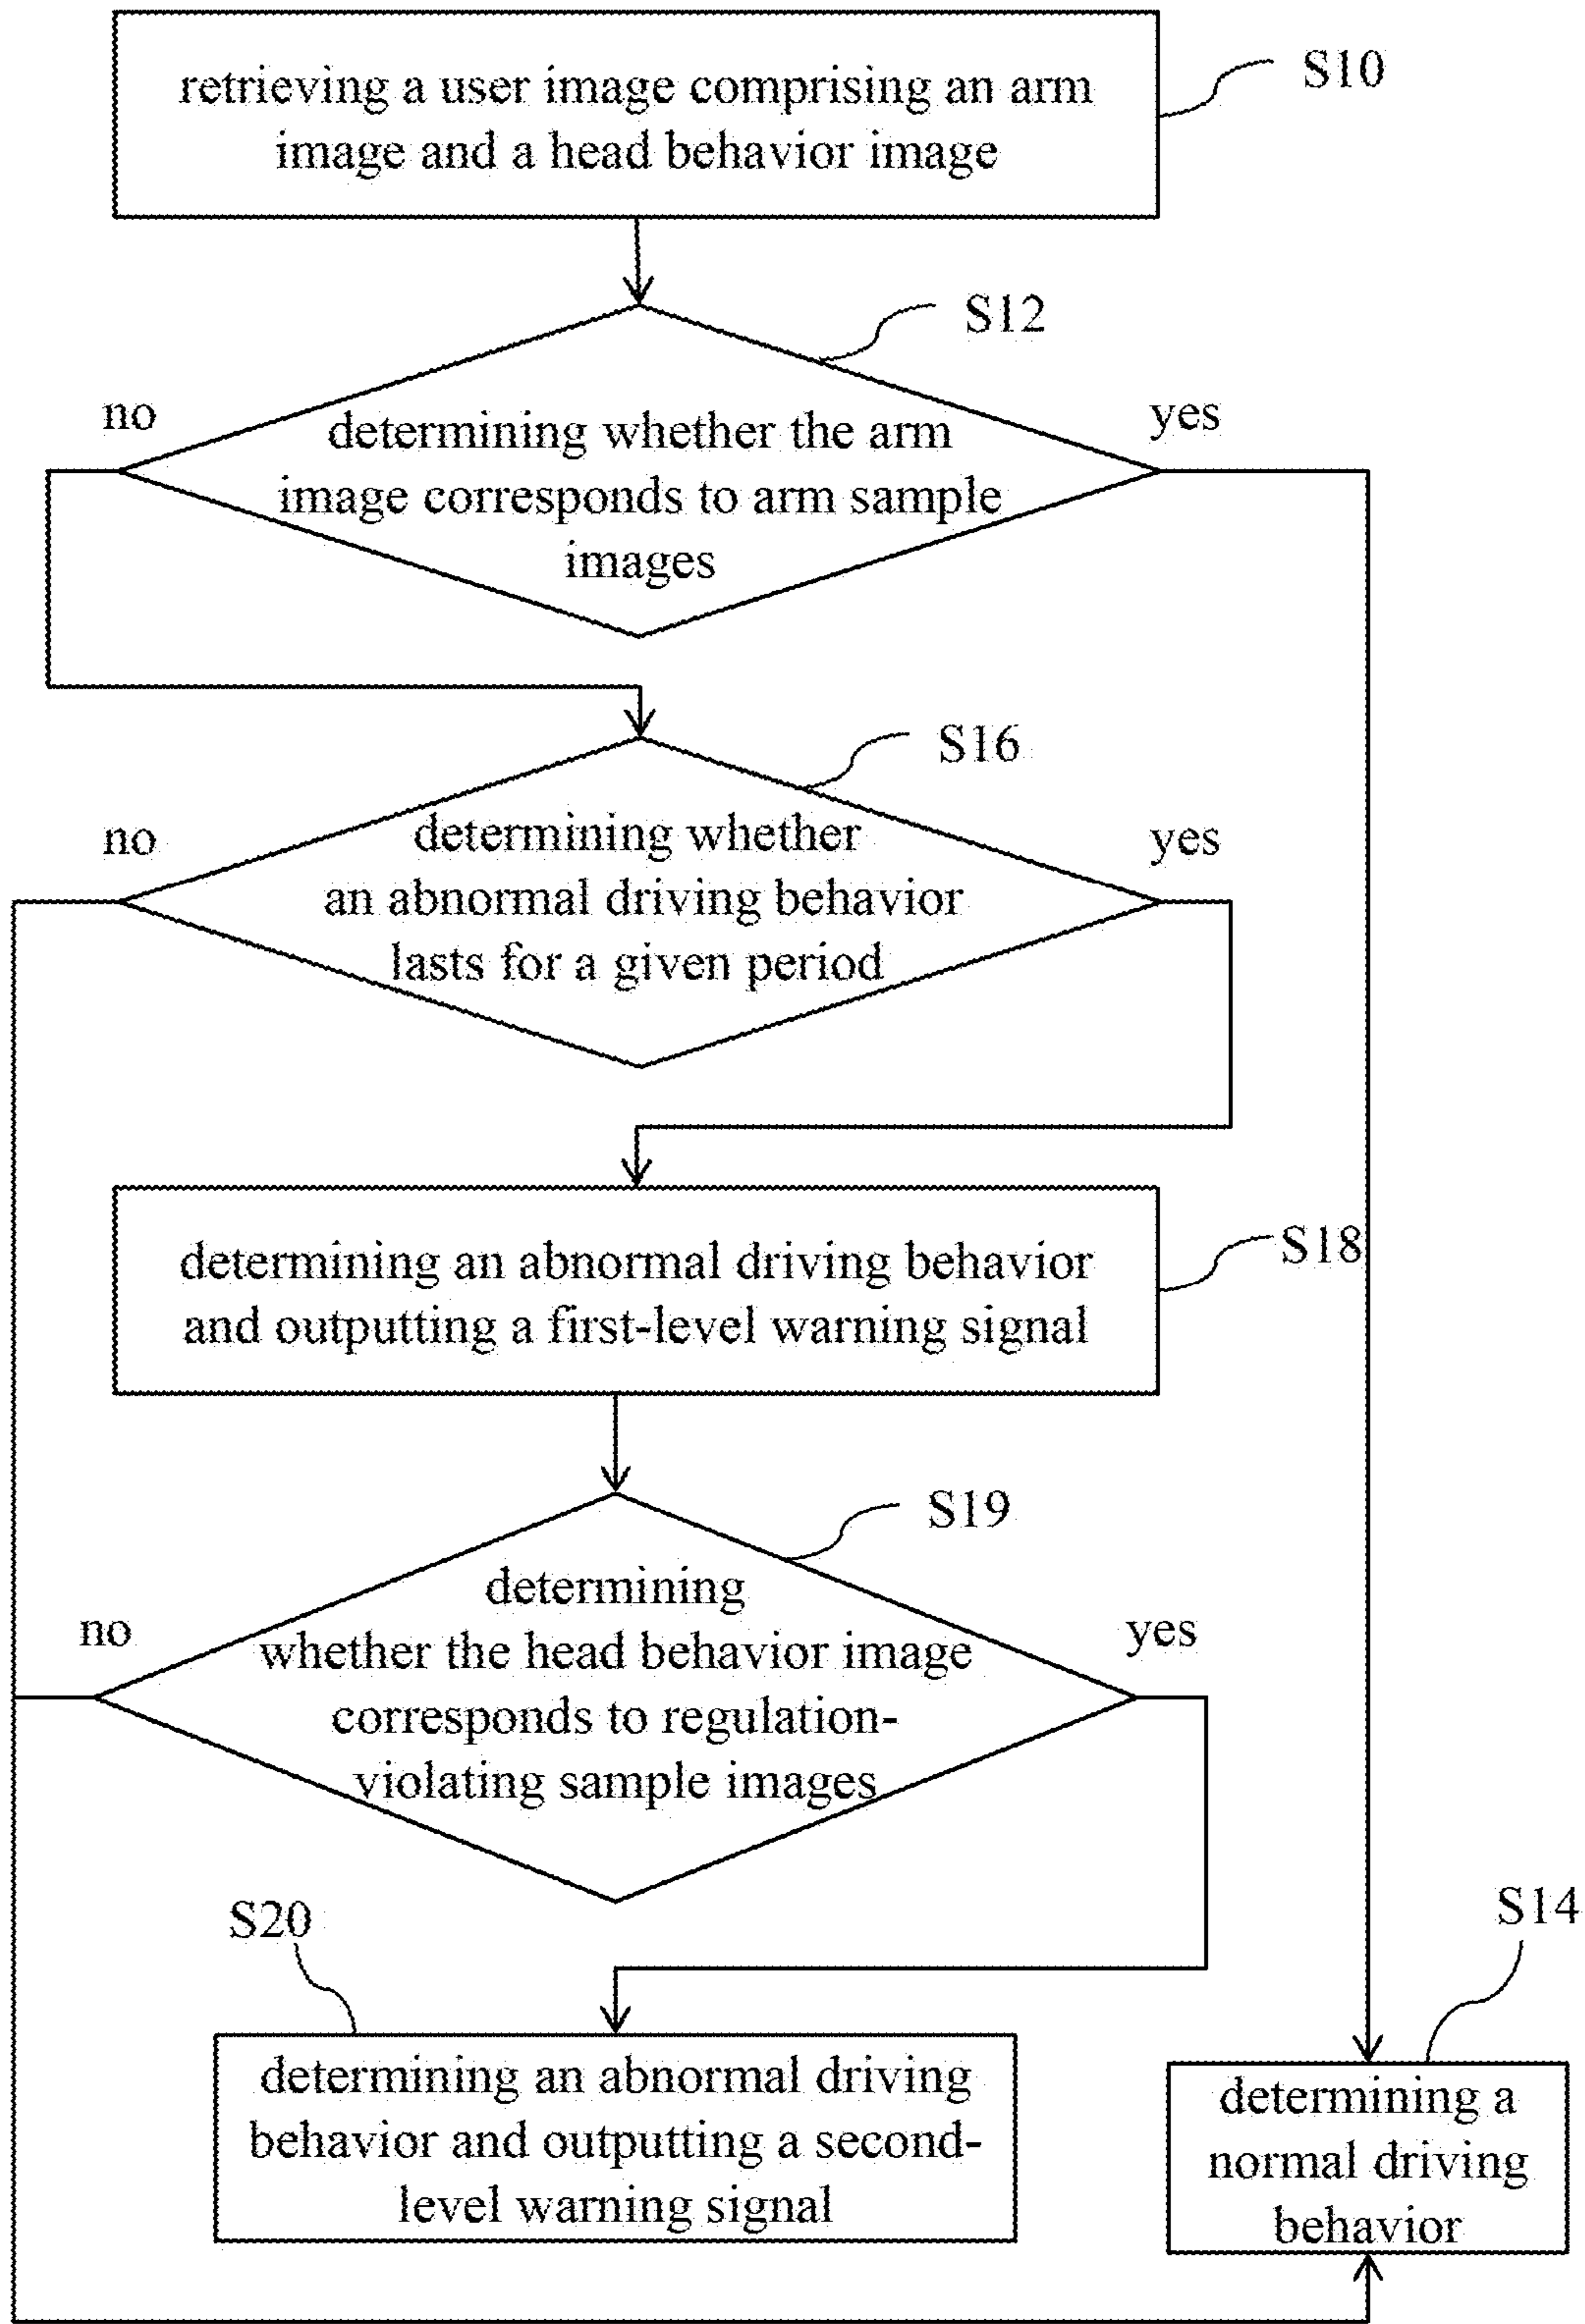 retrieving a user image comprising an arm
image and a head behavior image
S10
S12
no
yes
determining whether the arm
image corresponds to arm sample
images
S16
no
yes
determining whether
an abnormal driving behavior
lasts for a given period
determining an abnormal driving behavior
and outputting a first-level warning signal
S18
S19
no
yes
determining
whether the head behavior image
corresponds to regulation-
violating sample images
S20
S14
determining an abnormal driving
behavior and outputting a second-
level warning signal
determining a
normal driving
behavior